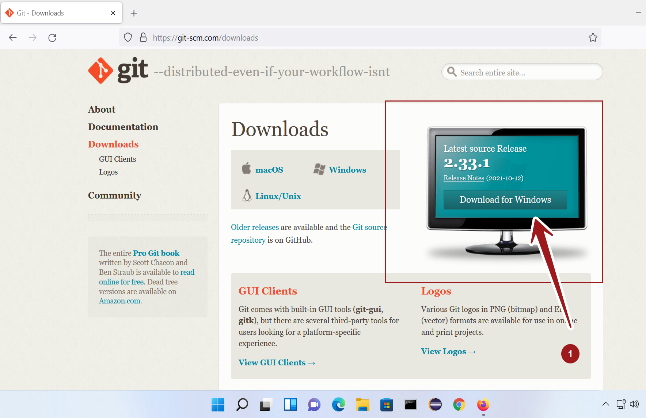 Git - Downloads
https://git-scm.com/downloads
git --distributed-even-if-your-workflow-isnt
Search entire site...
About
Documentation
Downloads
GUI Clients
Logos
Community
The entire Pro Git book
written by Scott Chacon and
Ben Straub is available to read
online for free. Dead tree
versions are available on
Amazon.com.
Downloads
macOS
Windows
Linux/Unix
Older releases are available and the Git source
repository is on GitHub.
Latest source Release
2.33.1
Release Notes (2021-10-12)
Download for Windows
GUI Clients
Git comes with built-in GUI tools (git-gui,
gitk), but there are several third-party tools for
users looking for a platform-specific
experience.
View GUI Clients →
Logos
Various Git logos in PNG (bitmap) and
(vector) formats are available for use in online
and print projects.
View Logos →
1